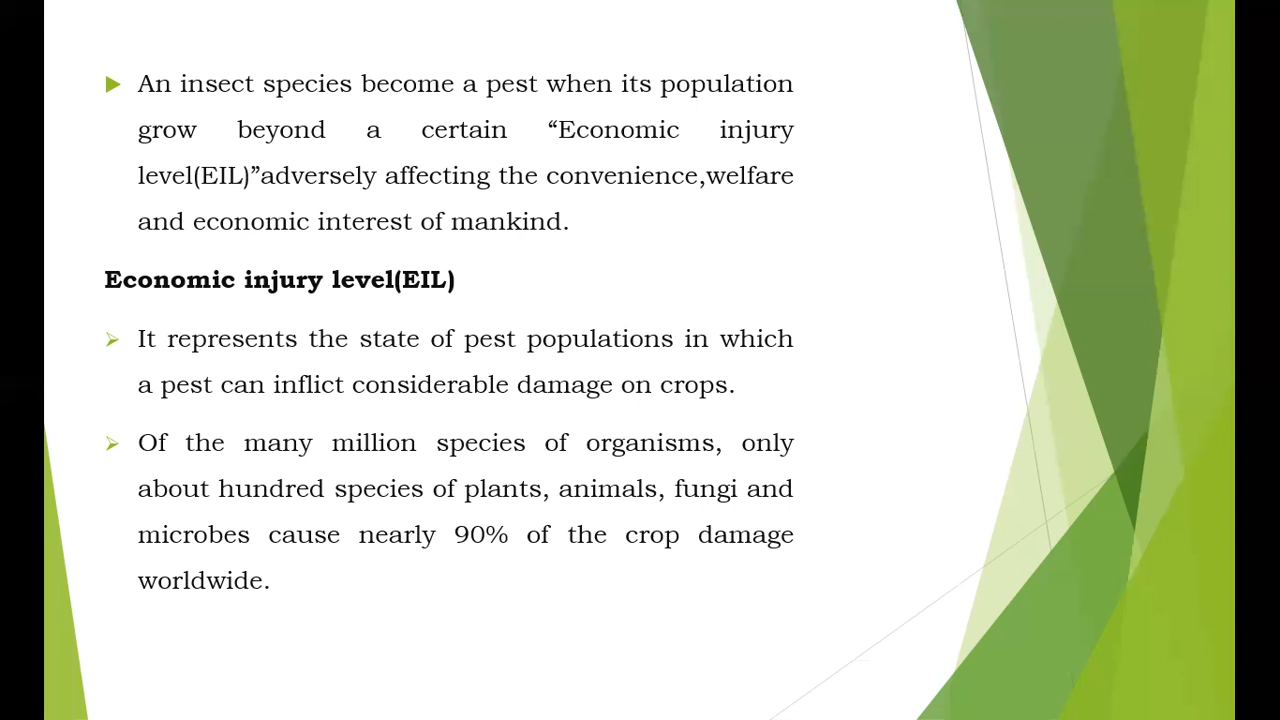 An insect species become a pest when its population
grow beyond a certain “Economic injury
level(EIL)”adversely affecting the convenience,welfare
and economic interest of mankind.
Economic injury level(EIL)
It represents the state of pest populations in which
a pest can inflict considerable damage on crops.
Of the many million species of organisms, only
about hundred species of plants, animals, fungi and
microbes cause nearly 90% of the crop damage
worldwide.